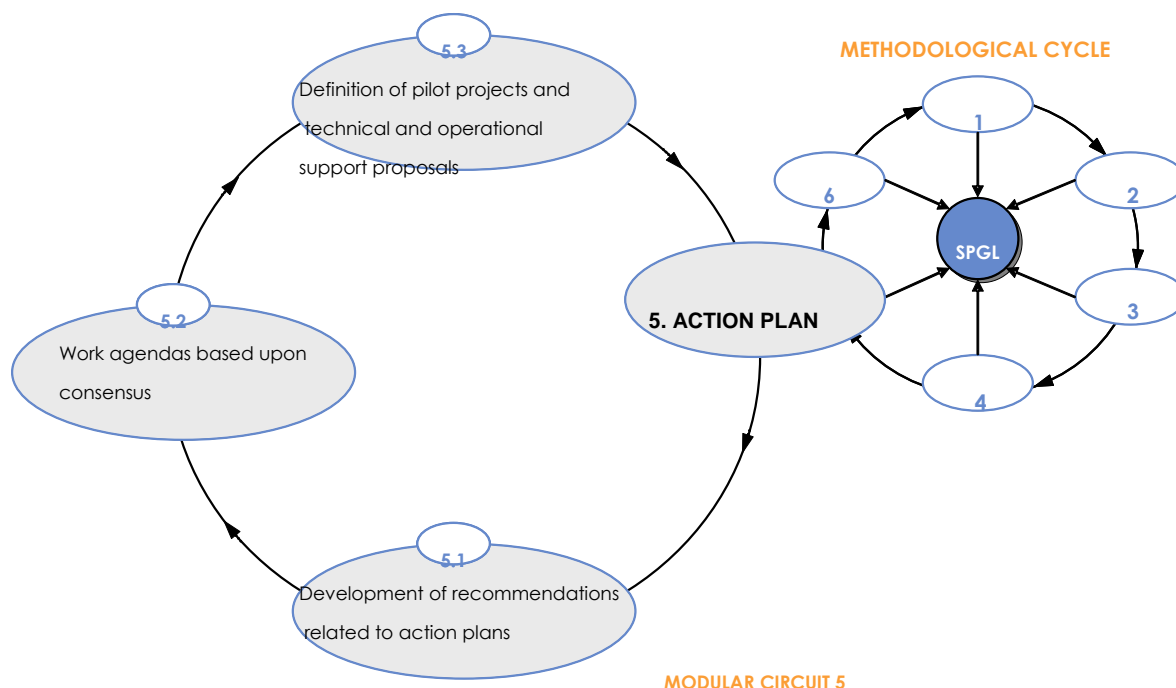 5.3
Definition of pilot projects and
technical and operational
support proposals
METHODOLOGICAL CYCLE
1
6
2
SPGL
5. ACTION PLAN
3
4
5.2
Work agendas based upon
consensus
5.1
Development of recommendations
related to action plans
MODULAR CIRCUIT 5